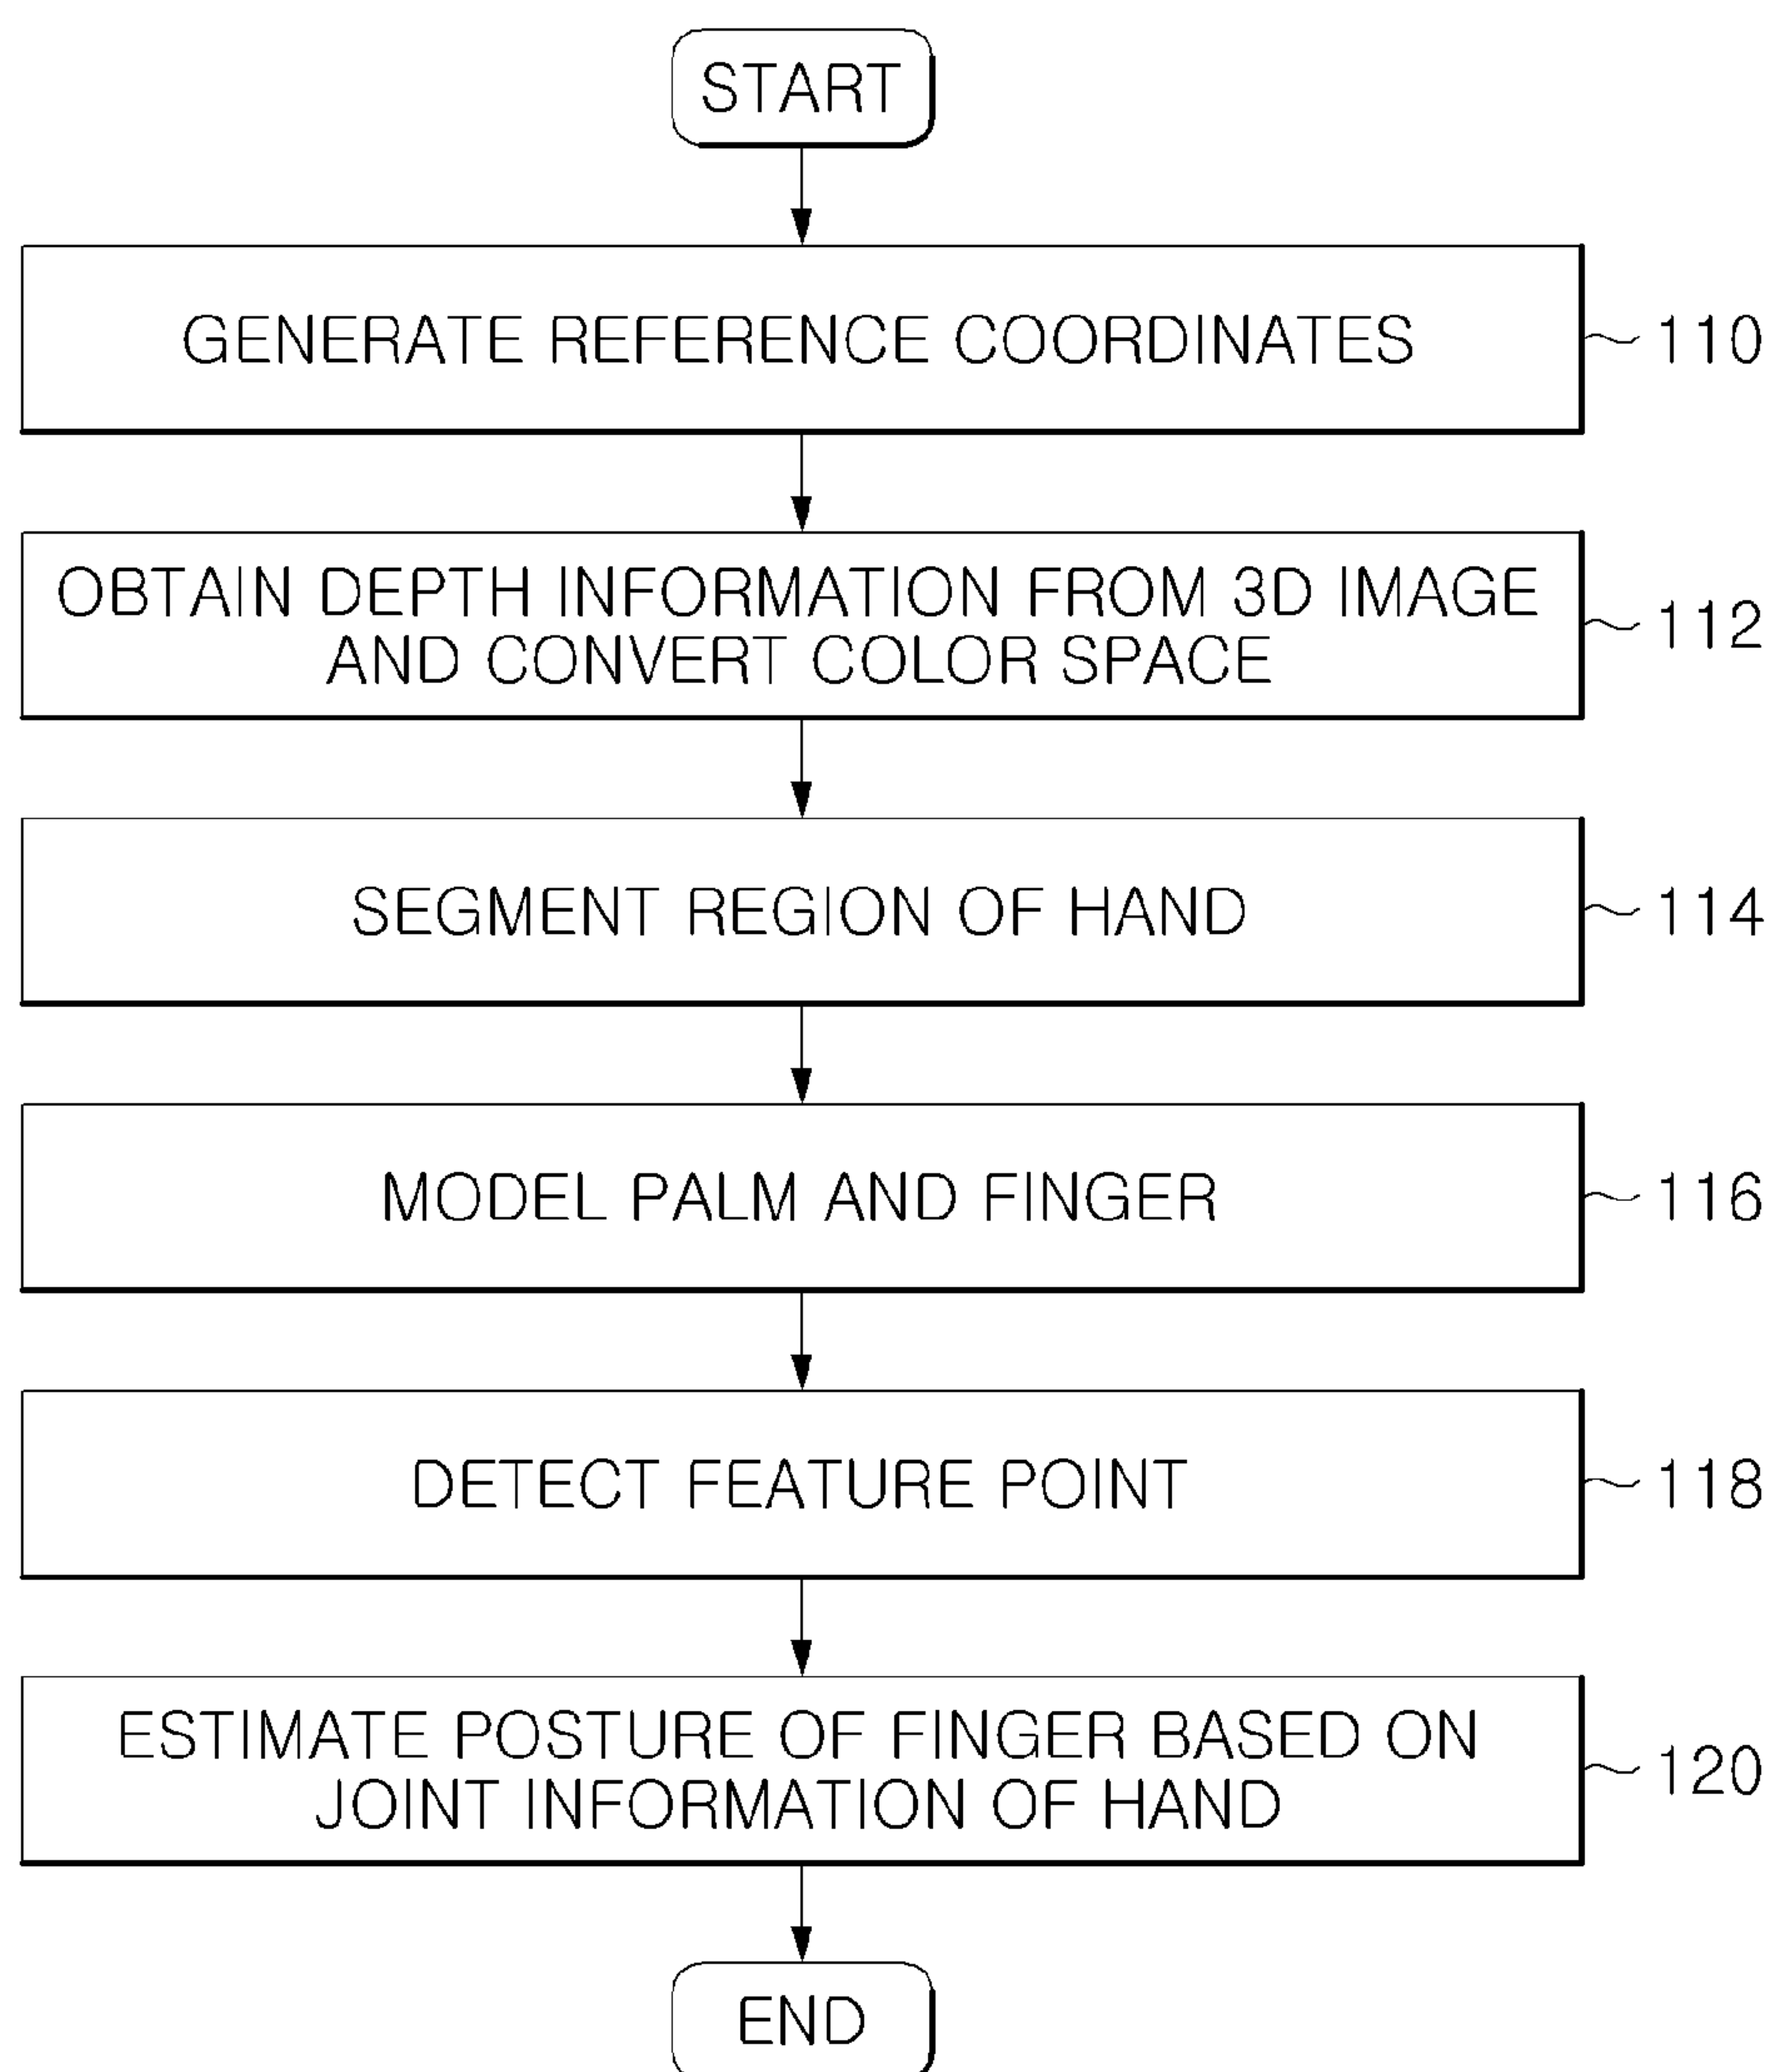 START
GENERATE REFERENCE COORDINATES
110
OBTAIN DEPTH INFORMATION FROM 3D IMAGE
AND CONVERT COLOR SPACE
112
SEGMENT REGION OF HAND
114
MODEL PALM AND FINGER
116
DETECT FEATURE POINT
118
ESTIMATE POSTURE OF FINGER BASED ON
JOINT INFORMATION OF HAND
120
END